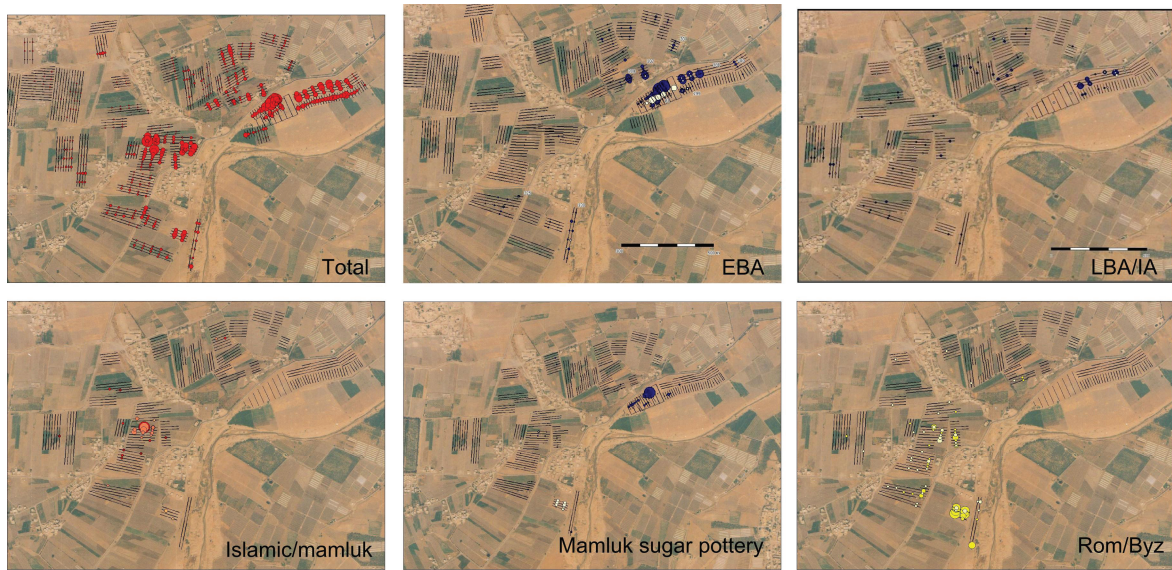 Total
EBA
LBA/IA
Islamic/mamluk
Mamluk sugar pottery
Rom/Byz